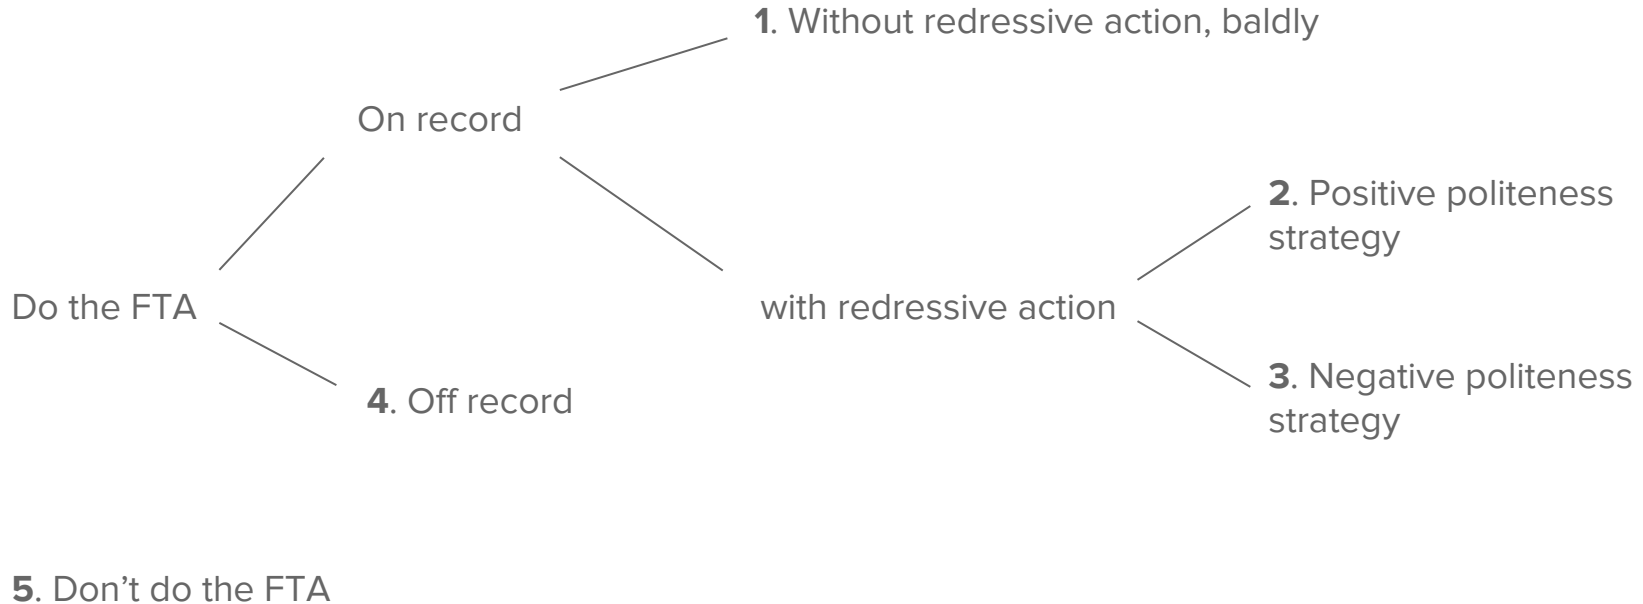 1. Without redressive action, baldly
On record
2. Positive politeness
strategy
Do the FTA
with redressive action
3. Negative politeness
strategy
4. Off record
5. Don’t do the FTA